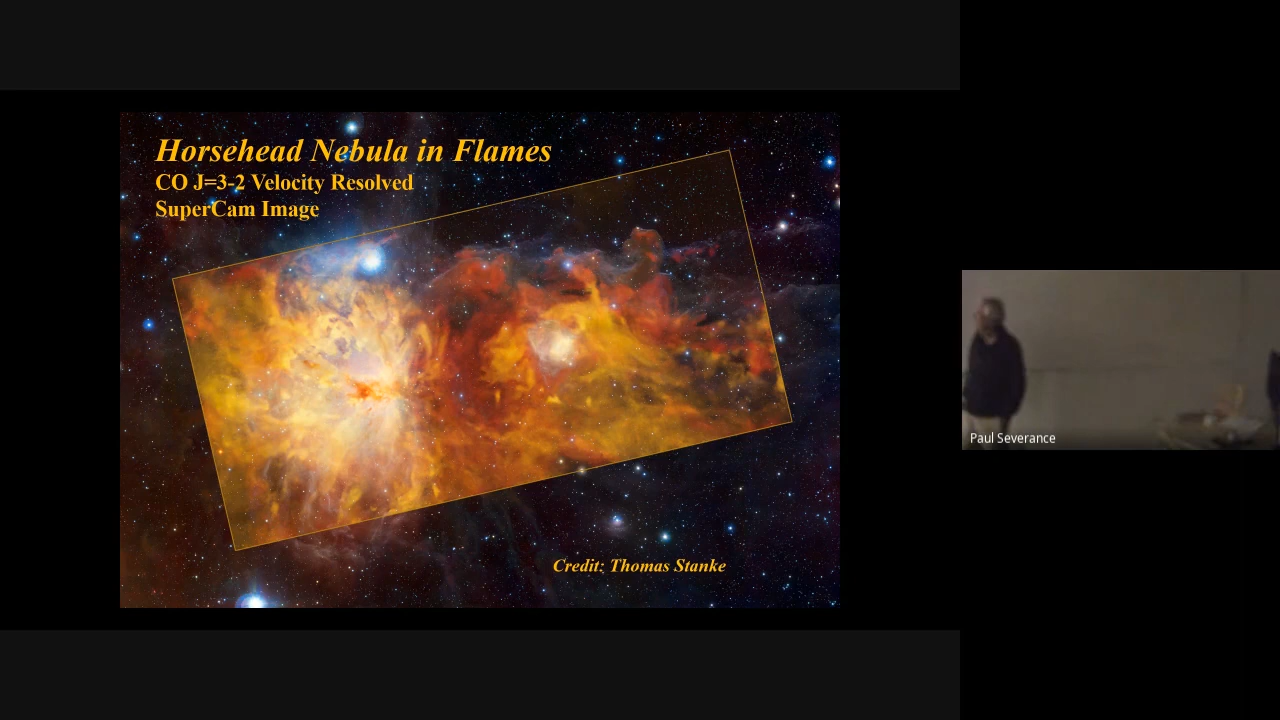 Horsehead Nebula in Flames
CO J=3-2 Velocity Resolved
SuperCam Image
Credit: Thomas Stanke
Paul Severance